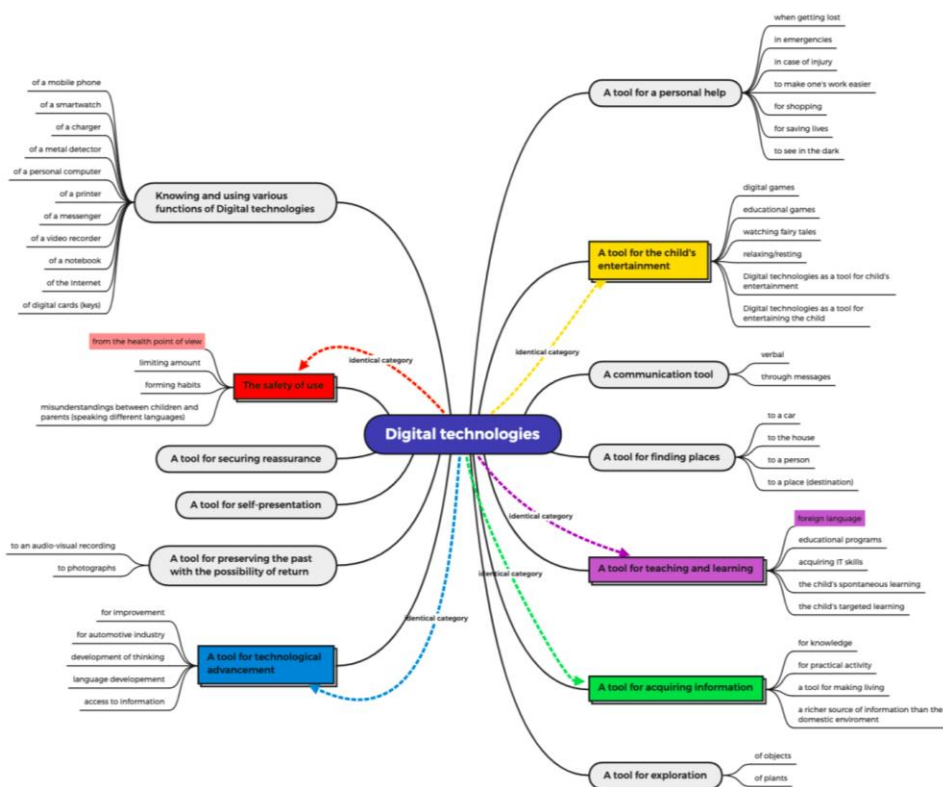 Digital technologies
Knowing and using various
functions of Digital technologies
of a mobile phone
of a smartwatch
of a charger
of a metal detector
of a personal computer
of a printer
of a messenger
of a video recorder
of a notebook
of the Internet
of digital cards (keys)
The safety of use
from the health point of view
limiting amount
forming habits
misunderstandings between children and
parents (speaking different languages)
identical category
A tool for securing reassurance
A tool for self-presentation
A tool for preserving the past
with the possibility of return
to an audio-visual recording
to photographs
A tool for technological
advancement
for improvement
for automotive industry
development of thinking
language developement
access to information
identical category
A tool for a personal help
when getting lost
in emergencies
in case of injury
to make one's work easier
for shopping
for saving lives
to see in the dark
A tool for the child's
entertainment
digital games
educational games
watching fairy tales
relaxing/resting
Digital technologies as a tool for child's
entertainment
Digital technologies as a tool for
entertaining the child
identical category
A communication tool
verbal
through messages
A tool for finding places
to a car
to the house
to a person
to a place (destination)
identical category
A tool for teaching and learning
foreign language
educational programs
acquiring IT skills
the child's spontaneous learning
the child's targeted learning
identical category
A tool for acquiring information
for knowledge
for practical activity
a tool for making living
a richer source of information than the
domestic enviroment
A tool for exploration
of objects
of plants